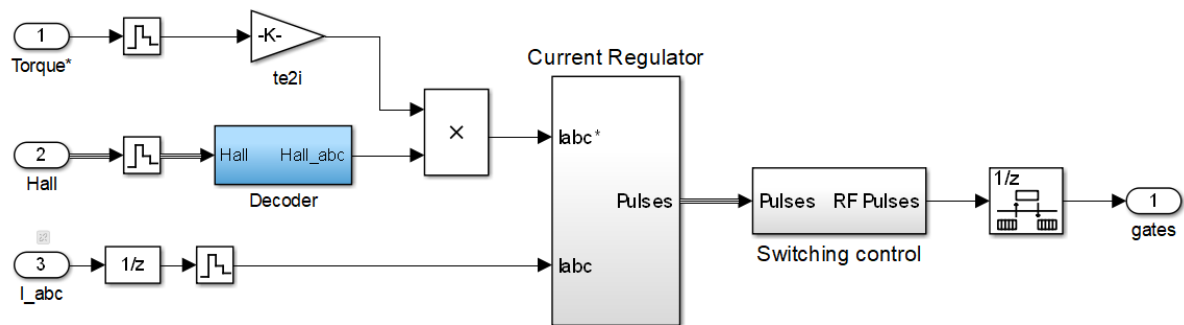 1
Torque*
-K-
te2i
Current Regulator
2
Hall
Hall Hall_abc
Decoder
×
Iabc*
Pulses
Iabc
3
I_abc
1/z
Pulses RF Pulses
Switching control
1/z
1
gates